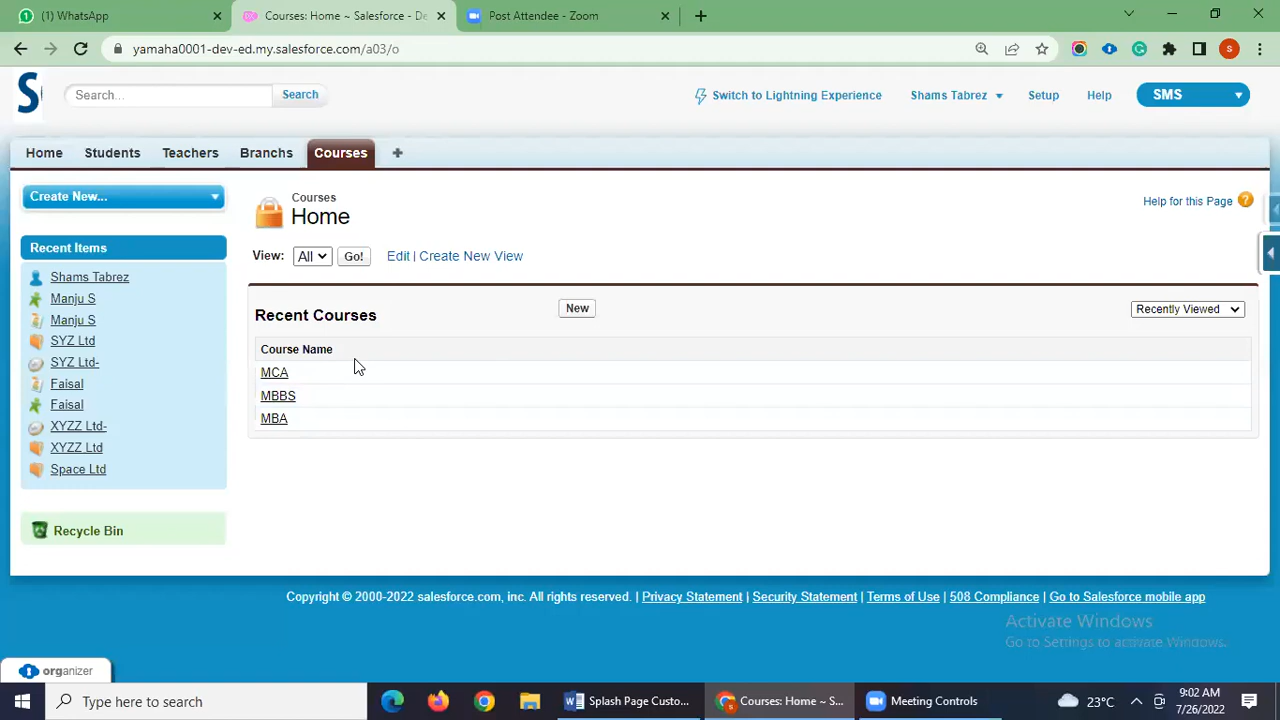 (1) WhatsApp
Courses: Home ~ Salesforce - De
Post Attendee - Zoom
yamaha0001-dev-ed.my.salesforce.com/a03/o
S
S
Search...
Search
Switch to Lightning Experience
Shams Tabrez
Setup
Help
SMS
Home
Students
Teachers
Branchs
Courses
Create New...
Courses
Home
Help for this Page
View:
All
Go!
Edit | Create New View
Recent Items
Shams Tabrez
Manju S
Manju S
SYZ Ltd
SYZ Ltd-
Faisal
Faisal
XYZZ Ltd-
XYZZ Ltd
Space Ltd
Recent Courses
New
Recently Viewed
Course Name
MCA
MBBS
MBA
Recycle Bin
Copyright © 2000-2022 salesforce.com, inc. All rights reserved. | Privacy Statement | Security Statement | Terms of Use | 508 Compliance | Go to Salesforce mobile app
Activate Windows
Go to Settings to activate Windows.
organizer
Type here to search
Splash Page Custo...
Courses: Home ~ S...
Meeting Controls
23°C
9:02 AM
7/26/2022